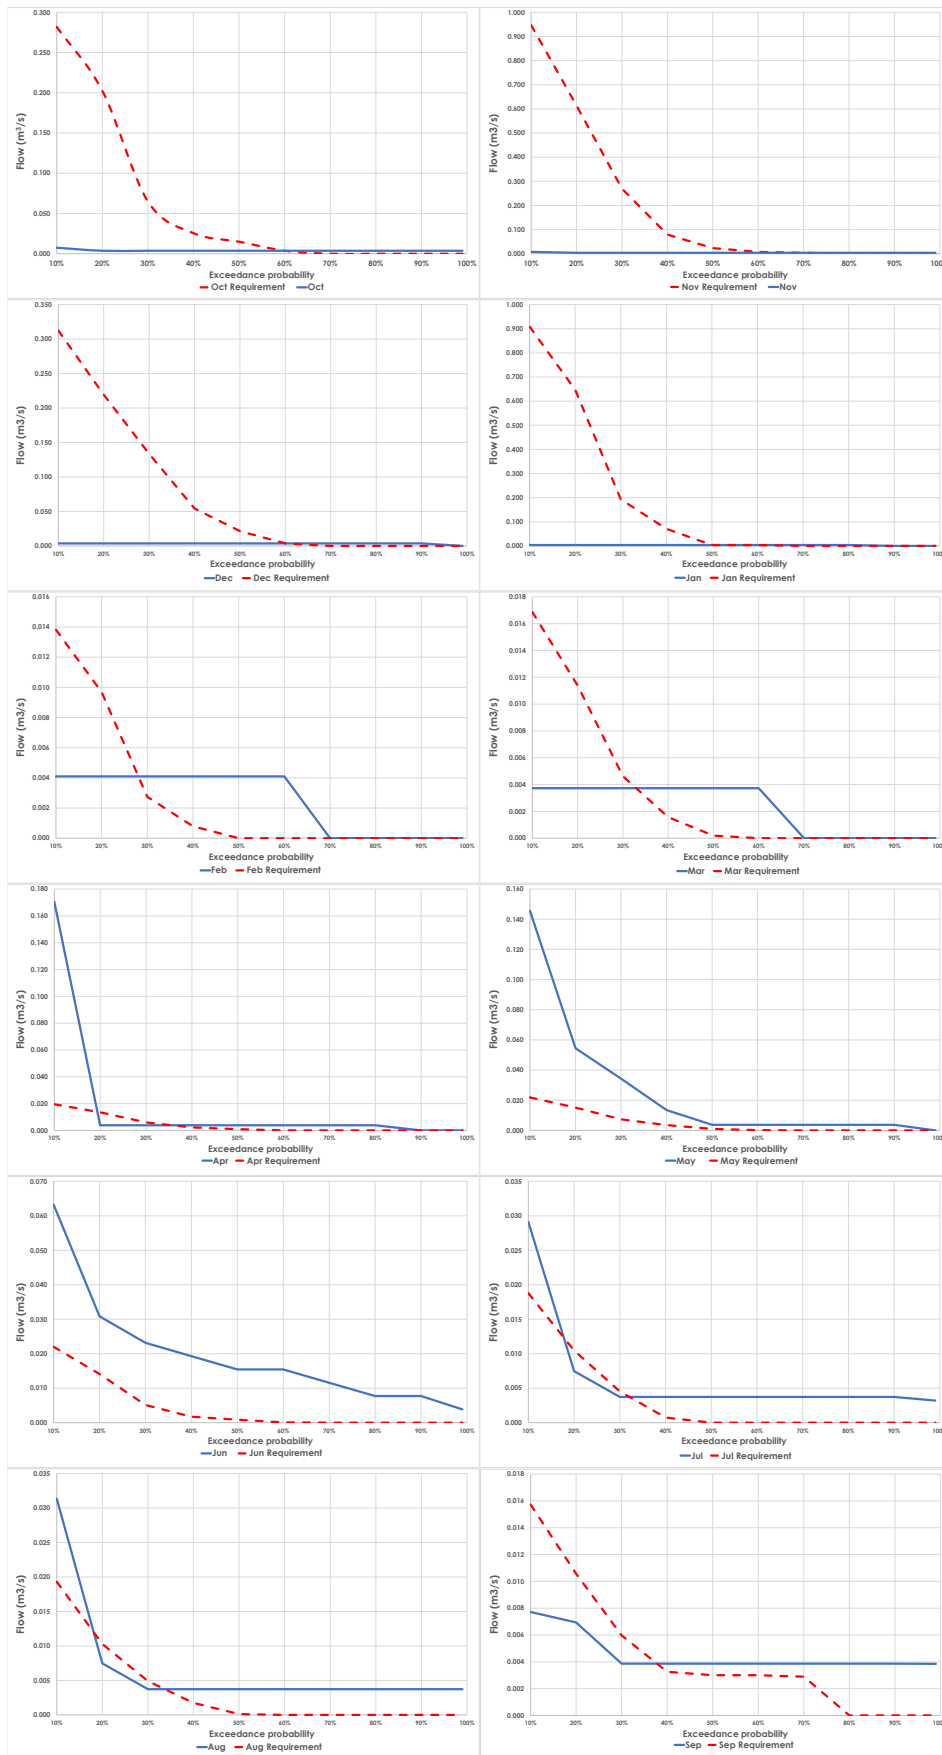 0.300
0.250
0.200
0.150
0.100
0.050
0.000
Flow (m³/s)
10% 20% 30% 40% 50% 60% 70% 80% 90% 100%
Exceedance probability
Oct Requirement Oct
1.000
0.900
0.800
0.700
0.600
0.500
0.400
0.300
0.200
0.100
0.000
Flow (m3/s)
10% 20% 30% 40% 50% 60% 70% 80% 90% 100
Exceedance probability
Nov Requirement Nov
0.350
0.300
0.250
0.200
0.150
0.100
0.050
0.000
Flow (m3/s)
10% 20% 30% 40% 50% 60% 70% 80% 90% 100%
Exceedance probability
Dec Dec Requirement
1.000
0.900
0.800
0.700
0.600
0.500
0.400
0.300
0.200
0.100
0.000
Flow (m3/s)
10% 20% 30% 40% 50% 60% 70% 80% 90% 100
Exceedance probability
Jan Jan Requirement
0.016
0.014
0.012
0.010
0.008
0.006
0.004
0.002
0.000
Flow (m3/s)
10% 20% 30% 40% 50% 60% 70% 80% 90% 100%
Exceedance probability
Feb Feb Requirement
0.018
0.016
0.014
0.012
0.010
0.008
0.006
0.004
0.002
0.000
Flow (m3/s)
10% 20% 30% 40% 50% 60% 70% 80% 90% 100%
Exceedance probability
Mar Mar Requirement
0.180
0.160
0.140
0.120
0.100
0.080
0.060
0.040
0.020
0.000
Flow (m3/s)
10% 20% 30% 40% 50% 60% 70% 80% 90% 100%
Exceedance probability
Apr Apr Requirement
0.160
0.140
0.120
0.100
0.080
0.060
0.040
0.020
0.000
Flow (m3/s)
10% 20% 30% 40% 50% 60% 70% 80% 90% 100%
Exceedance probability
May May Requirement
0.070
0.060
0.050
0.040
0.030
0.020
0.010
0.000
Flow (m3/s)
10% 20% 30% 40% 50% 60% 70% 80% 90% 100%
Exceedance probability
Jun Jun Requirement
0.035
0.030
0.025
0.020
0.015
0.010
0.005
0.000
Flow (m3/s)
10% 20% 30% 40% 50% 60% 70% 80% 90% 100%
Exceedance probability
Jul Jul Requirement
0.035
0.030
0.025
0.020
0.015
0.010
0.005
0.000
Flow (m3/s)
10% 20% 30% 40% 50% 60% 70% 80% 90% 100%
Exceedance probability
Aug Aug Requirement
0.018
0.016
0.014
0.012
0.010
0.008
0.006
0.004
0.002
0.000
Flow (m3/s)
10% 20% 30% 40% 50% 60% 70% 80% 90% 100%
Exceedance probability
Sep Sep Requirement